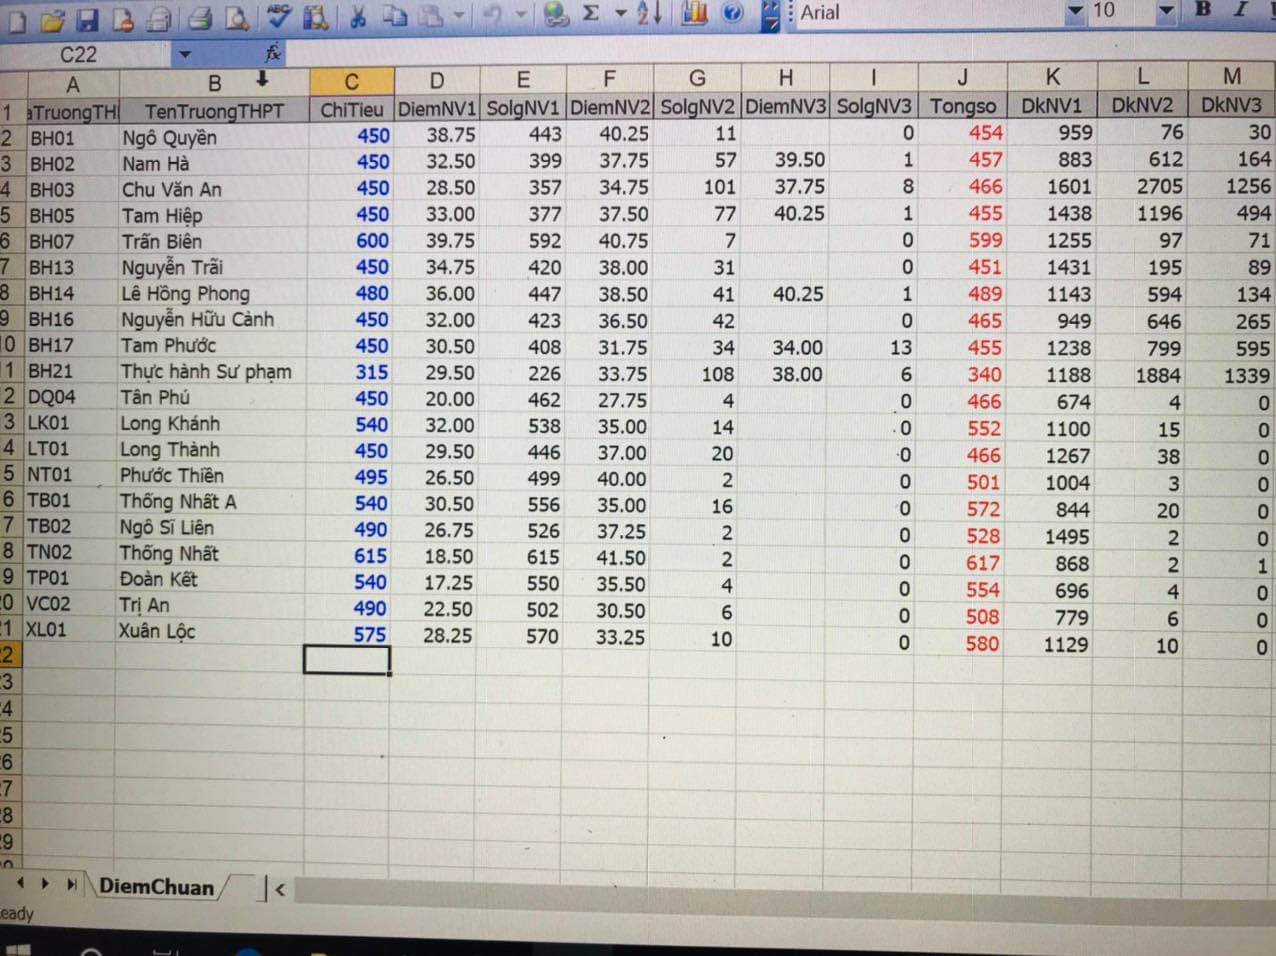 Arial 10 B I
C22 fx
A B C D E F G H I J K L M
1 aTruongTH TenTruongTHPT ChiTieu DiemNV1 SolgNV1 DiemNV2 SolgNV2 DiemNV3 SolgNV3 Tongso DkNV1 DkNV2 DkNV3
2 BH01 Ngô Quyền 450 38.75 443 40.25 11 0 454 959 76 30
3 BH02 Nam Hà 450 32.50 399 37.75 57 39.50 1 457 883 612 164
4 BH03 Chu Văn An 450 28.50 357 34.75 101 37.75 8 466 1601 2705 1256
5 BH05 Tam Hiệp 450 33.00 377 37.50 77 40.25 1 455 1438 1196 494
6 BH07 Trấn Biên 600 39.75 592 40.75 7 0 599 1255 97 71
7 BH13 Nguyễn Trãi 450 34.75 420 38.00 31 0 451 1431 195 89
8 BH14 Lê Hồng Phong 480 36.00 447 38.50 41 40.25 1 489 1143 594 134
9 BH16 Nguyễn Hữu Cảnh 450 32.00 423 36.50 42 0 465 949 646 265
10 BH17 Tam Phước 450 30.50 408 31.75 34 34.00 13 455 1238 799 595
11 BH21 Thực hành Sư phạm 315 29.50 226 33.75 108 38.00 6 340 1188 1884 1339
2 DQ04 Tân Phú 450 20.00 462 27.75 4 0 466 674 4 0
3 LK01 Long Khánh 540 32.00 538 35.00 14 0 552 1100 15 0
4 LT01 Long Thành 450 29.50 446 37.00 20 0 466 1267 38 0
5 NT01 Phước Thiền 495 26.50 499 40.00 2 0 501 1004 3 0
6 TB01 Thống Nhất A 540 30.50 556 35.00 16 0 572 844 20 0
7 TB02 Ngô Sĩ Liên 490 26.75 526 37.25 2 0 528 1495 2 0
8 TN02 Thống Nhất 615 18.50 615 41.50 2 0 617 868 2 1
9 TP01 Đoàn Kết 540 17.25 550 35.50 4 0 554 696 4 0
20 VC02 Trị An 490 22.50 502 30.50 6 0 508 779 6 0
21 XL01 Xuân Lộc 575 28.25 570 33.25 10 0 580 1129 10 0
22
23
24
25
26
27
28
29
DiemChuan
eady